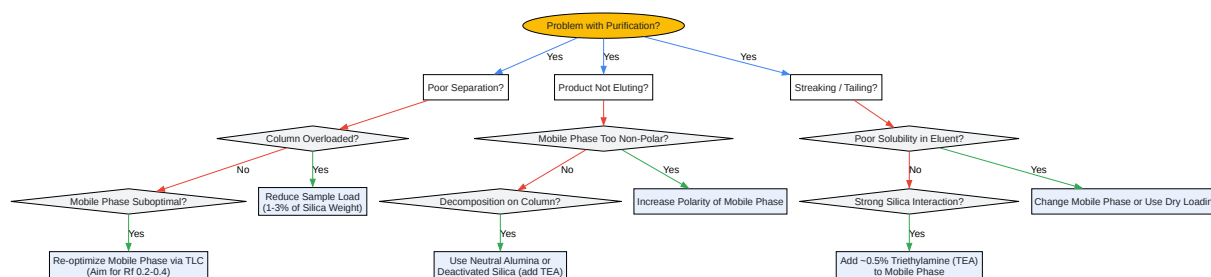 Problem with Purification?
Yes
Yes
Yes
Poor Separation?
Product Not Eluting?
Streaking / Tailing?
Column Overloaded?
Mobile Phase Too Non-Polar?
Poor Solubility in Eluent?
No
Yes
No
Yes
No
Yes
Mobile Phase Suboptimal?
Reduce Sample Load
(1-3% of Silica Weight)
Decomposition on Column?
Increase Polarity of Mobile Phase
Strong Silica Interaction?
Change Mobile Phase or Use Dry Loading
Yes
Yes
Yes
Re-optimize Mobile Phase via TLC
(Aim for Rf 0.2-0.4)
Use Neutral Alumina or
Deactivated Silica (add TEA)
Add ~0.5% Triethylamine (TEA)
to Mobile Phase